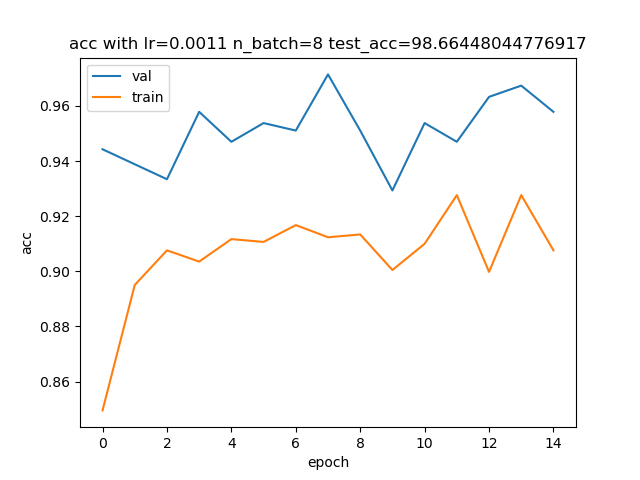 acc with lr=0.0011 n_batch=8 test_acc=98.66448044776917
val
train
acc
0.96
0.94
0.92
0.90
0.88
0.86
0 2 4 6 8 10 12 14
epoch